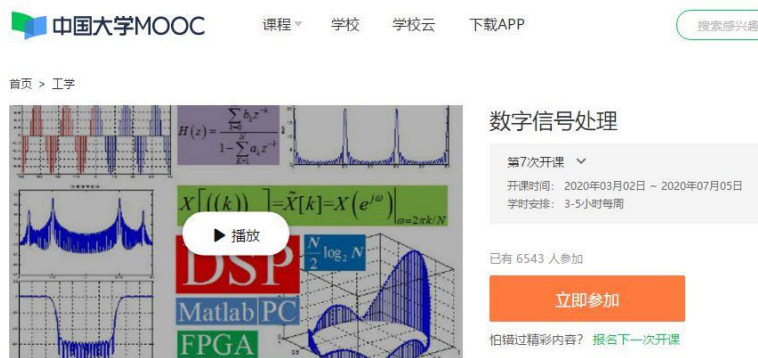 中国大学MOOC
课程
学校
学校云
下载APP
搜索感兴趣
首页 > 工学
数字信号处理
第7次开课
开课时间： 2020年03月02日 ~ 2020年07月05日
学时安排： 3-5小时每周
已有 6543 人参加
立即参加
怕错过精彩内容？ 报名下一次开课
播放
DSP
N/2 log₂ N
Matlab PC
FPGA